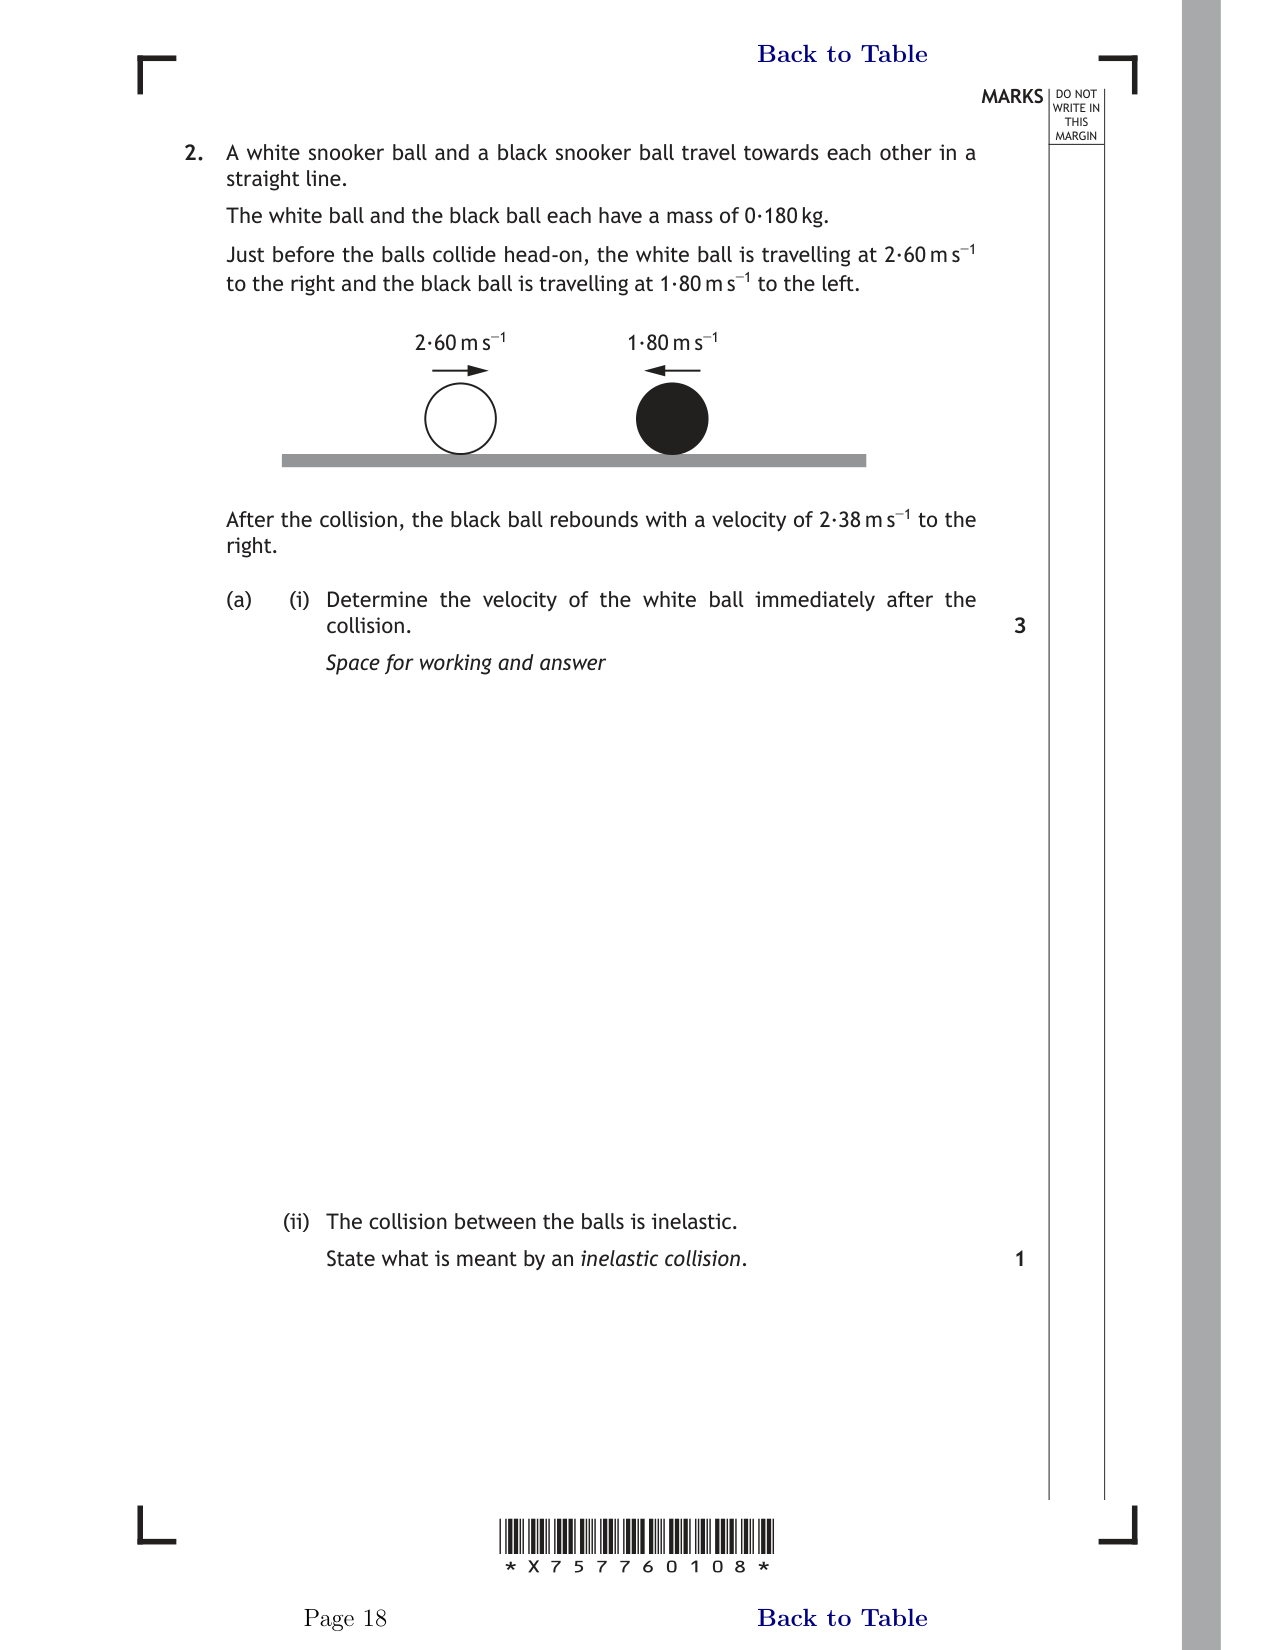 Back to Table
MARKS
DO NOT
WRITE IN
THIS
MARGIN
2. A white snooker ball and a black snooker ball travel towards each other in a
straight line.
The white ball and the black ball each have a mass of 0·180 kg.
Just before the balls collide head-on, the white ball is travelling at 2·60 m s⁻¹
to the right and the black ball is travelling at 1·80 m s⁻¹ to the left.
2·60 m s⁻¹ 1·80 m s⁻¹
After the collision, the black ball rebounds with a velocity of 2·38 m s⁻¹ to the
right.
(a) (i) Determine the velocity of the white ball immediately after the
collision. 3
Space for working and answer
(ii) The collision between the balls is inelastic.
State what is meant by an inelastic collision. 1
* X 7 5 7 7 6 0 1 0 8 *
Page 18 Back to Table